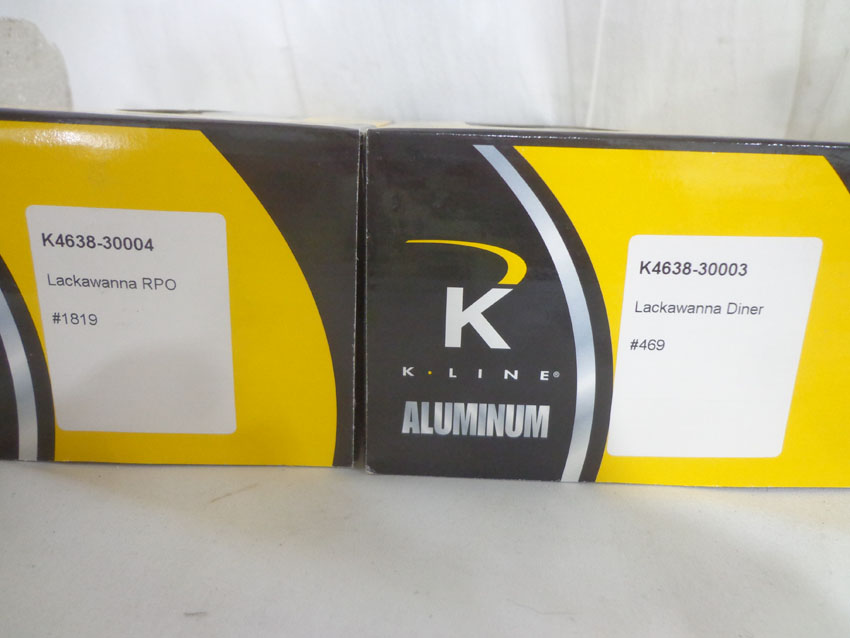 K4638-30004
Lackawanna RPO
#1819
K
K·LINE®
ALUMINUM
K4638-30003
Lackawanna Diner
#469